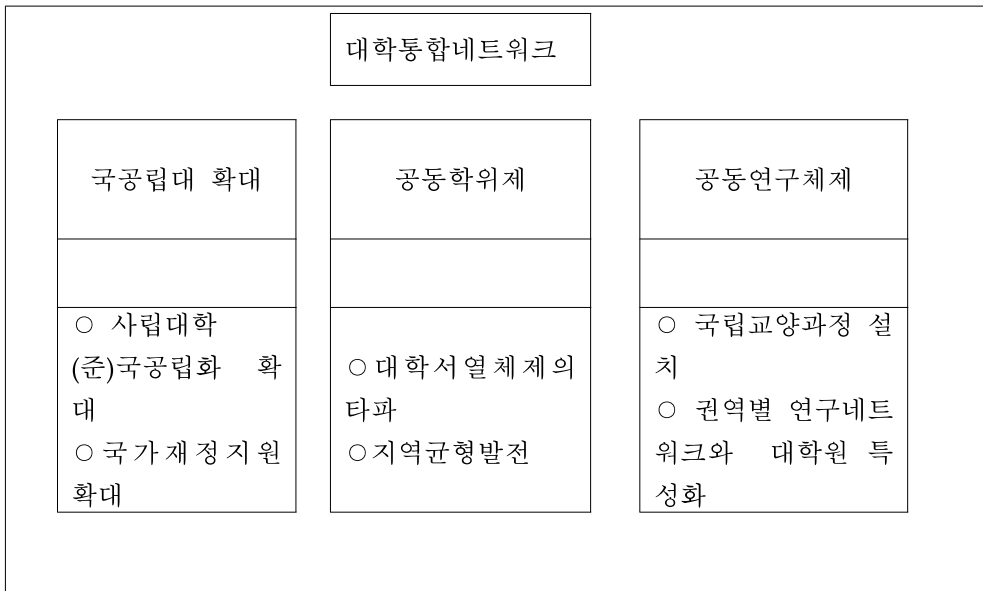 대학통합네트워크
국공립대 확대
공동학위제
공동연구체제
○ 사립대학
(준)국공립화 확
대
○국가재정지원
확대
○대학서열체제의
타파
○지역균형발전
○ 국립교양과정 설
치
○ 권역별 연구네트
워크와 대학원 특
성화